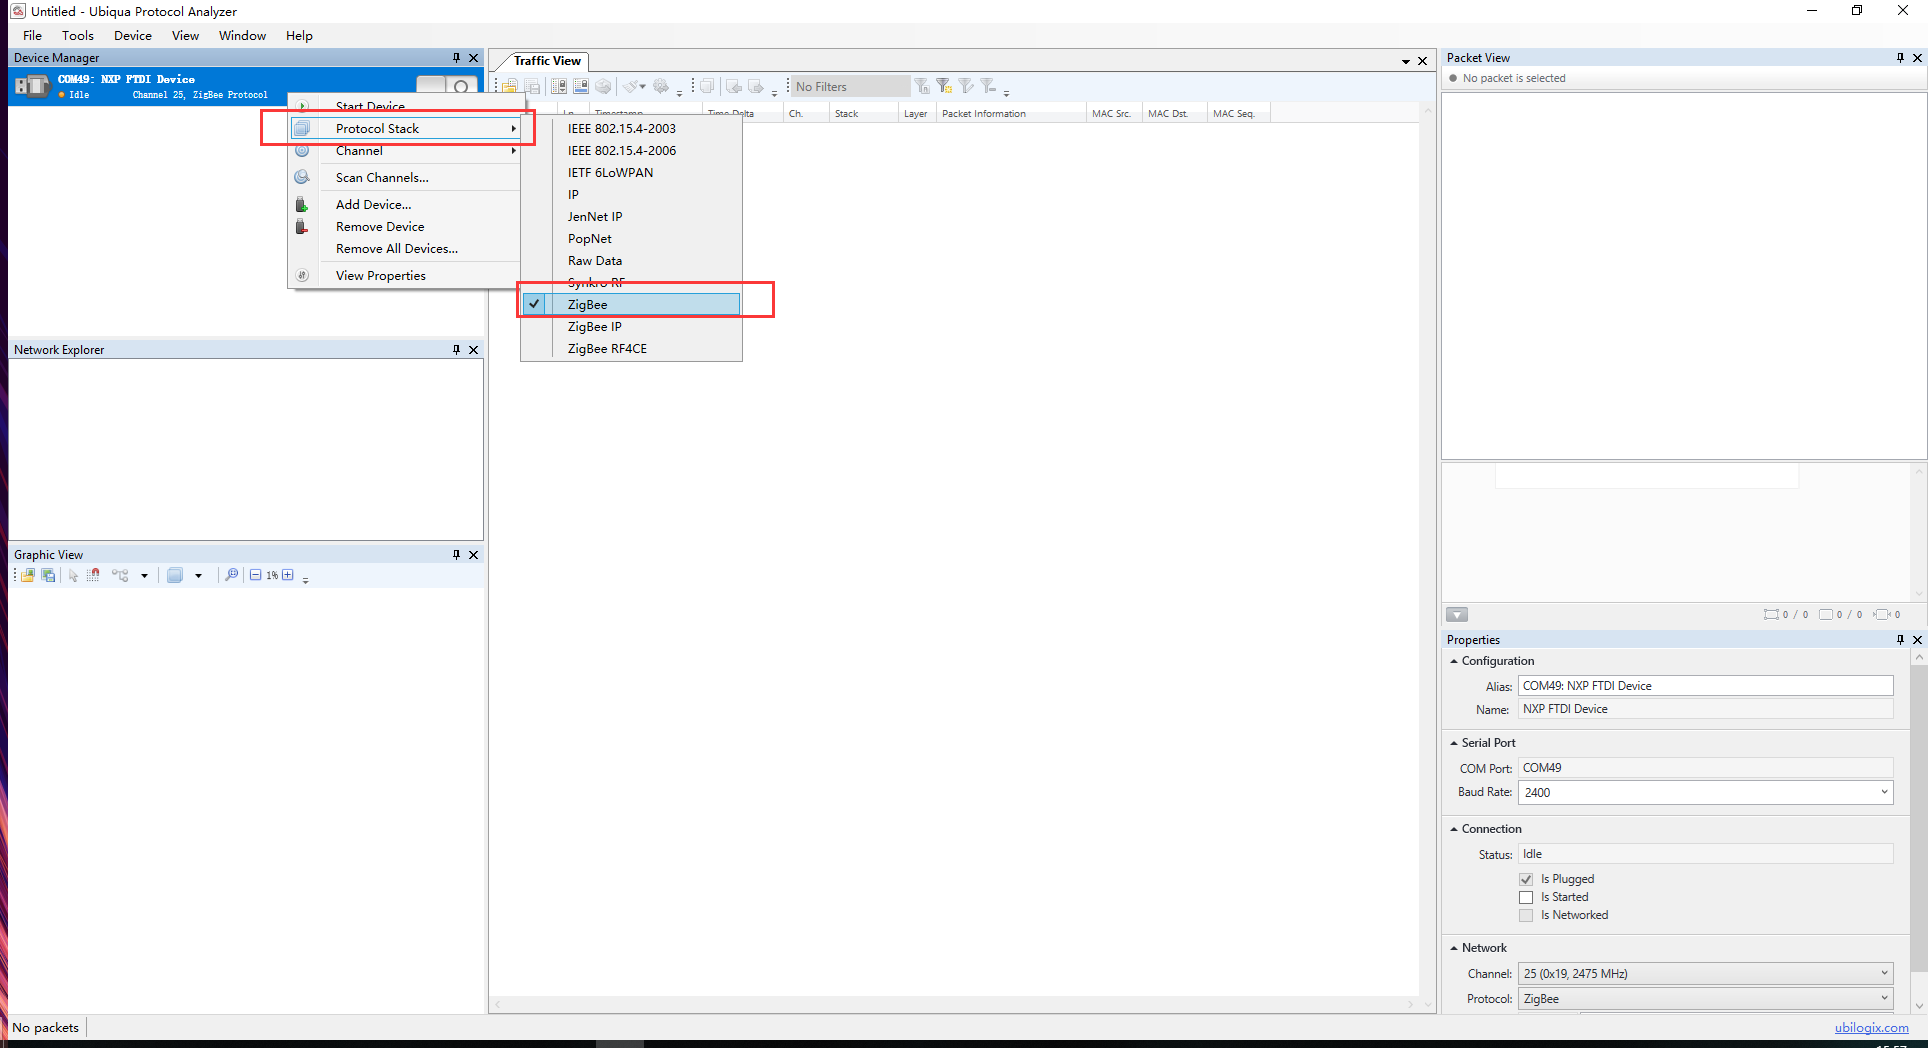 Untitled - Ubiqua Protocol Analyzer
File Tools Device View Window Help
Device Manager
COM49: NXP FTDI Device
Idle Channel 25, ZigBee Protocol
Start Device
Protocol Stack
Channel
Scan Channels...
Add Device...
Remove Device
Remove All Devices...
View Properties
IEEE 802.15.4-2003
IEEE 802.15.4-2006
IETF 6LoWPAN
IP
JenNet IP
PopNet
Raw Data
Synkro RF
ZigBee
ZigBee IP
ZigBee RF4CE
Network Explorer
Graphic View
1%
Traffic View
No Filters
Timestamp Time Delta Ch. Stack Layer Packet Information MAC Src. MAC Dst. MAC Seq.
Packet View
No packet is selected
0 / 0 0 / 0 0
Properties
Configuration
Alias: COM49: NXP FTDI Device
Name: NXP FTDI Device
Serial Port
COM Port: COM49
Baud Rate: 2400
Connection
Status: Idle
Is Plugged
Is Started
Is Networked
Network
Channel: 25 (0x19, 2475 MHz)
Protocol: ZigBee
No packets
ubilogix.com